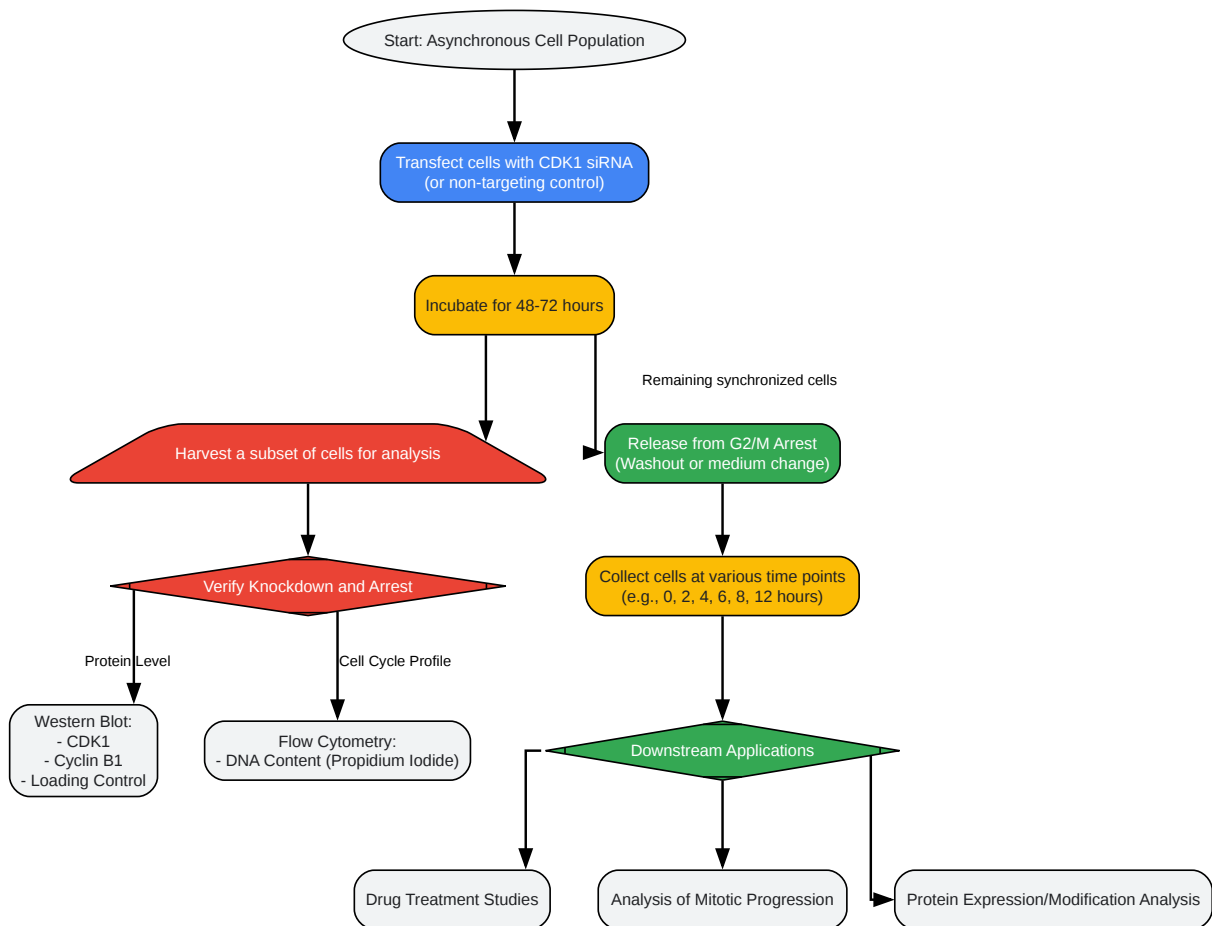 Start: Asynchronous Cell Population
Transfect cells with CDK1 siRNA
(or non-targeting control)
Incubate for 48-72 hours
Remaining synchronized cells
Harvest a subset of cells for analysis
Release from G2/M Arrest
(Washout or medium change)
Verify Knockdown and Arrest
Collect cells at various time points
(e.g., 0, 2, 4, 6, 8, 12 hours)
Protein Level
Cell Cycle Profile
Western Blot:
- CDK1
- Cyclin B1
- Loading Control
Flow Cytometry:
- DNA Content (Propidium Iodide)
Downstream Applications
Drug Treatment Studies
Analysis of Mitotic Progression
Protein Expression/Modification Analysis